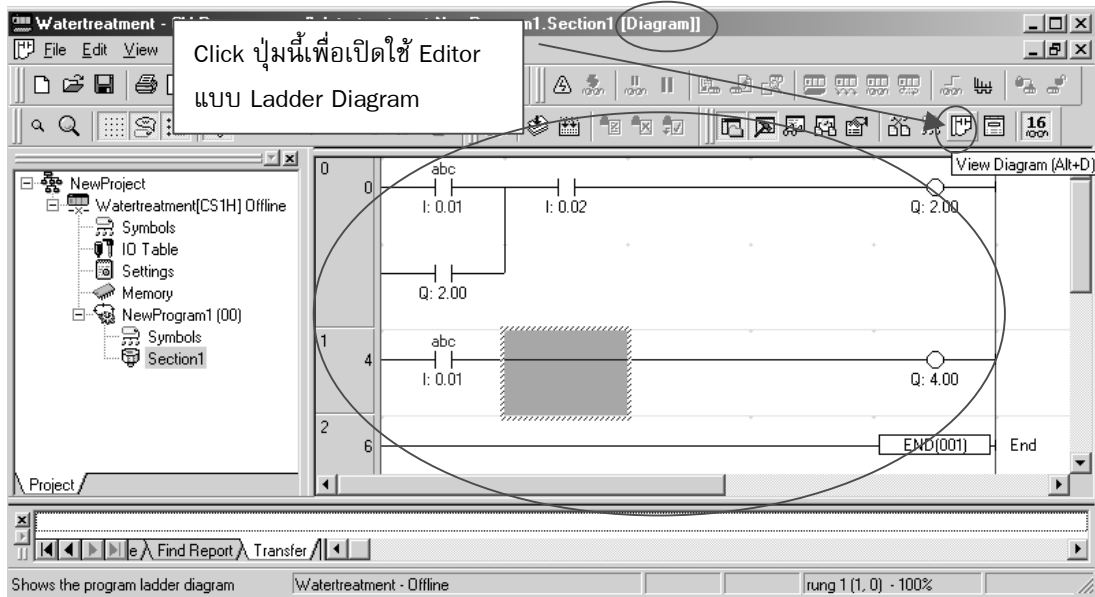 Watertreatment - 
n1.Section1 [Diagram]]
File Edit View
Click ปุ่มนี้เพื่อเปิดใช้ Editor
แบบ Ladder Diagram
16
View Diagram (Alt+D)
NewProject
Watertreatment[CS1H] Offline
Symbols
IO Table
Settings
Memory
NewProgram1 (00)
Symbols
Section1
Project
0
0
abc
I: 0.01
I: 0.02
Q: 2.00
Q: 2.00
1
4
abc
I: 0.01
Q: 4.00
2
6
END(001)
End
e Find Report Transfer
Shows the program ladder diagram
Watertreatment - Offline
rung 1 (1, 0) - 100%